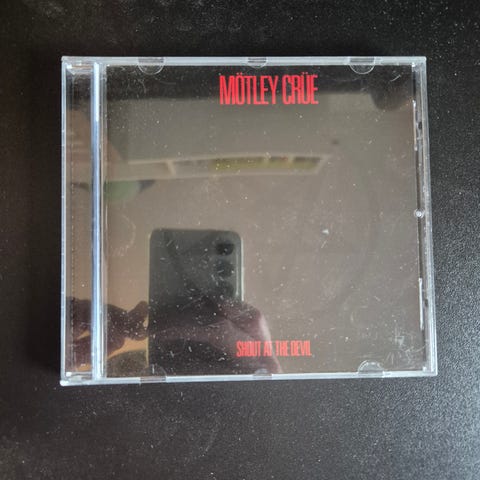 MÖTLEY CRÜE
SHOUT AT THE DEVIL